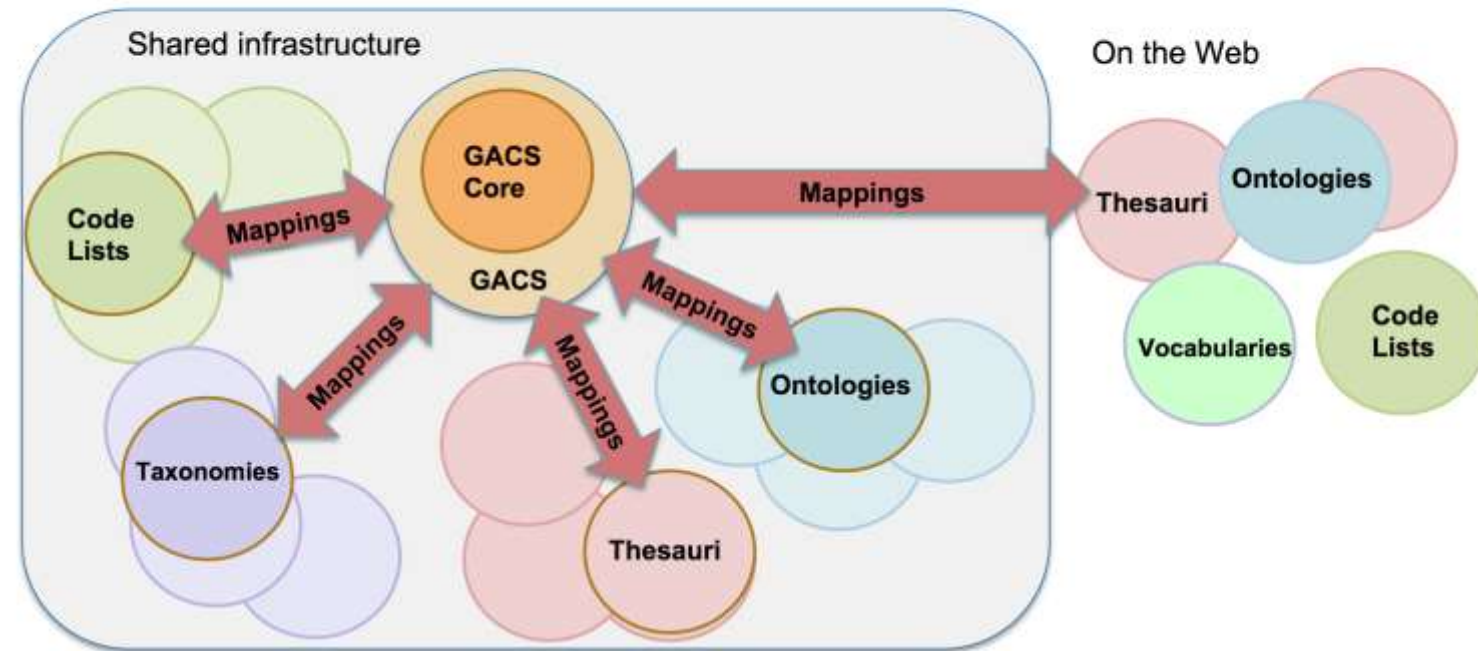 Shared infrastructure
On the Web
GACS
Core
GACS
Code
Lists
Mappings
Mappings
Mappings
Mappings
Mappings
Taxonomies
Thesauri
Ontologies
Thesauri
Ontologies
Vocabularies
Code
Lists